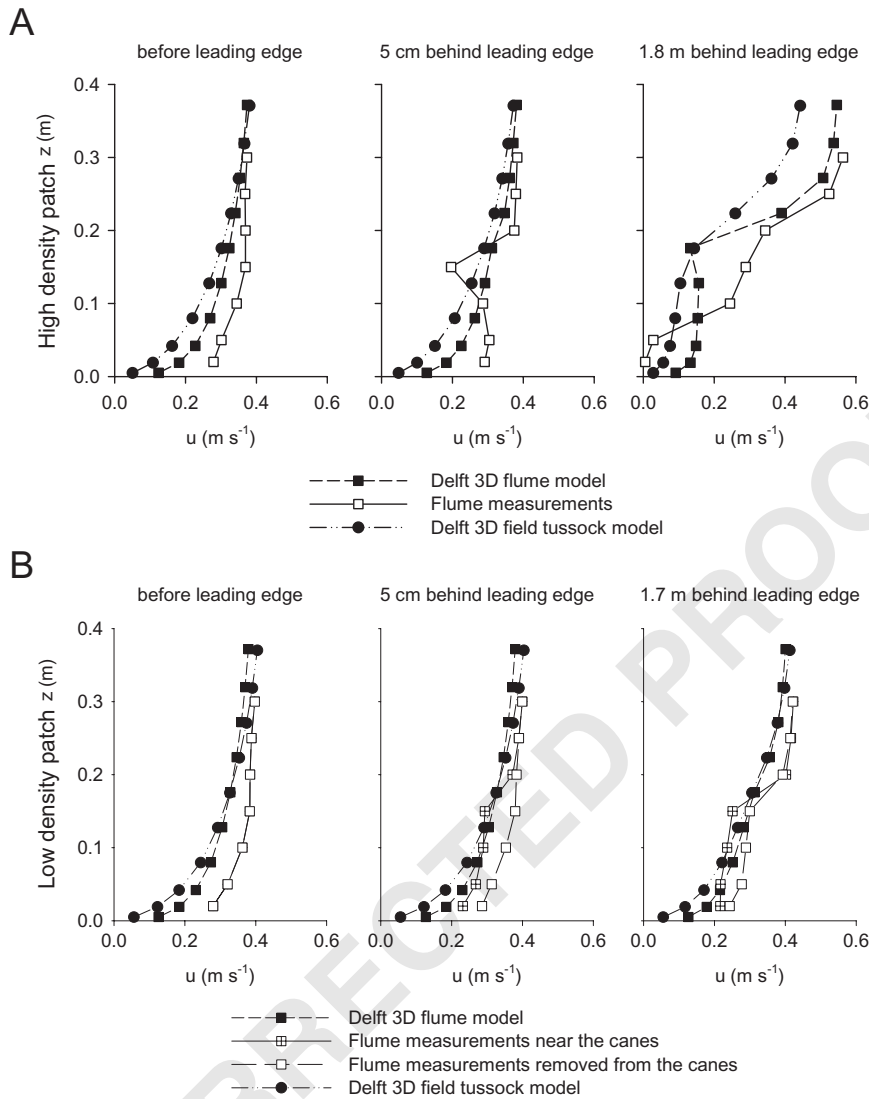 A
before leading edge
5 cm behind leading edge
1.8 m behind leading edge
High density patch z (m)
0.4
0.3
0.2
0.1
0.0
0.0 0.2 0.4 0.6
0.0 0.2 0.4 0.6
0.0 0.2 0.4 0.6
u (m s⁻¹)
u (m s⁻¹)
u (m s⁻¹)
Delft 3D flume model
Flume measurements
Delft 3D field tussock model
B
before leading edge
5 cm behind leading edge
1.7 m behind leading edge
Low density patch z (m)
0.4
0.3
0.2
0.1
0.0
0.0 0.2 0.4 0.6
0.0 0.2 0.4 0.6
0.0 0.2 0.4 0.6
u (m s⁻¹)
u (m s⁻¹)
u (m s⁻¹)
Delft 3D flume model
Flume measurements near the canes
Flume measurements removed from the canes
Delft 3D field tussock model
RRECTED PROO